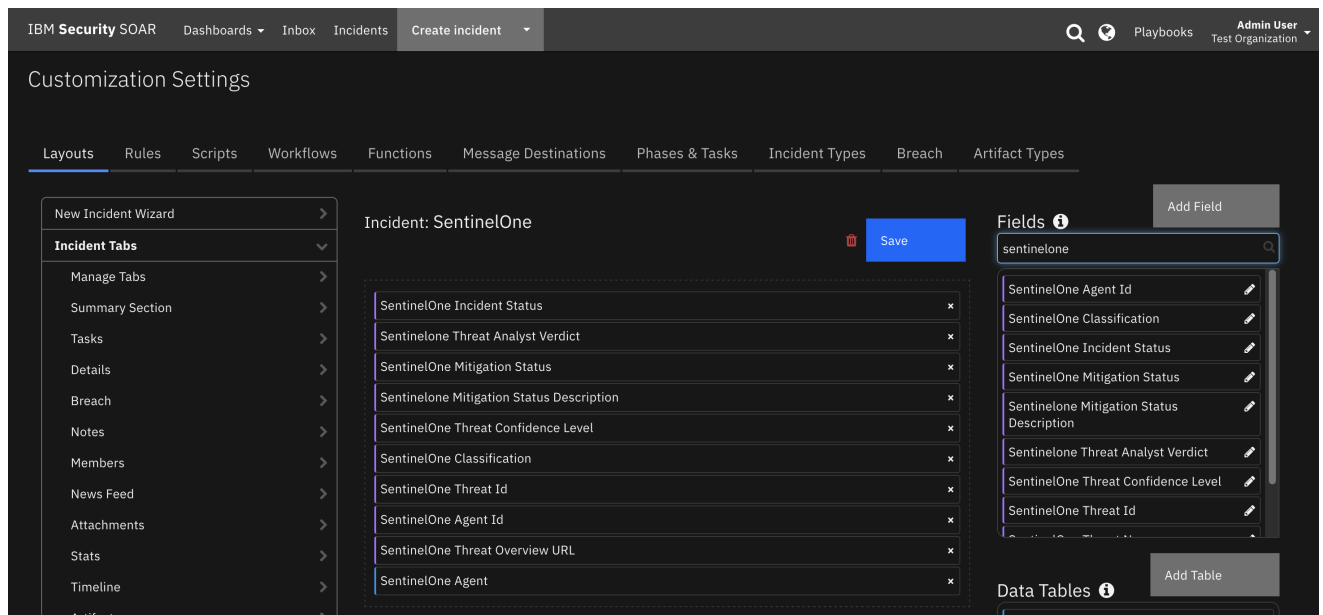 IBM Security SOAR Dashboards Inbox Incidents Create incident Playbooks Admin User
Test Organization
Customization Settings
Layouts Rules Scripts Workflows Functions Message Destinations Phases & Tasks Incident Types Breach Artifact Types
New Incident Wizard
Incident Tabs
Manage Tabs
Summary Section
Tasks
Details
Breach
Notes
Members
News Feed
Attachments
Stats
Timeline
Incident: SentinelOne
Save
SentinelOne Incident Status
Sentinelone Threat Analyst Verdict
SentinelOne Mitigation Status
Sentinelone Mitigation Status Description
SentinelOne Threat Confidence Level
SentinelOne Classification
SentinelOne Threat Id
SentinelOne Agent Id
SentinelOne Threat Overview URL
SentinelOne Agent
Fields
Add Field
sentinelone
SentinelOne Agent Id
SentinelOne Classification
SentinelOne Incident Status
SentinelOne Mitigation Status
Sentinelone Mitigation Status
Description
Sentinelone Threat Analyst Verdict
SentinelOne Threat Confidence Level
SentinelOne Threat Id
Data Tables
Add Table